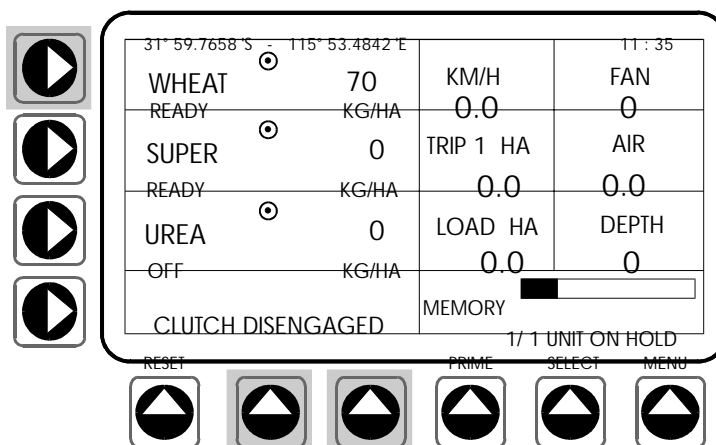 31° 59.7658 'S - 115° 53.4842 'E 11 : 35
WHEAT 70 KM/H FAN
READY KG/HA 0.0 0
SUPER 0 TRIP 1 HA AIR
READY KG/HA 0.0 0.0
UREA 0 LOAD HA DEPTH
OFF KG/HA 0.0 0
MEMORY
CLUTCH DISENGAGED
1/ 1 UNIT ON HOLD
RESET PRIME SELECT MENU